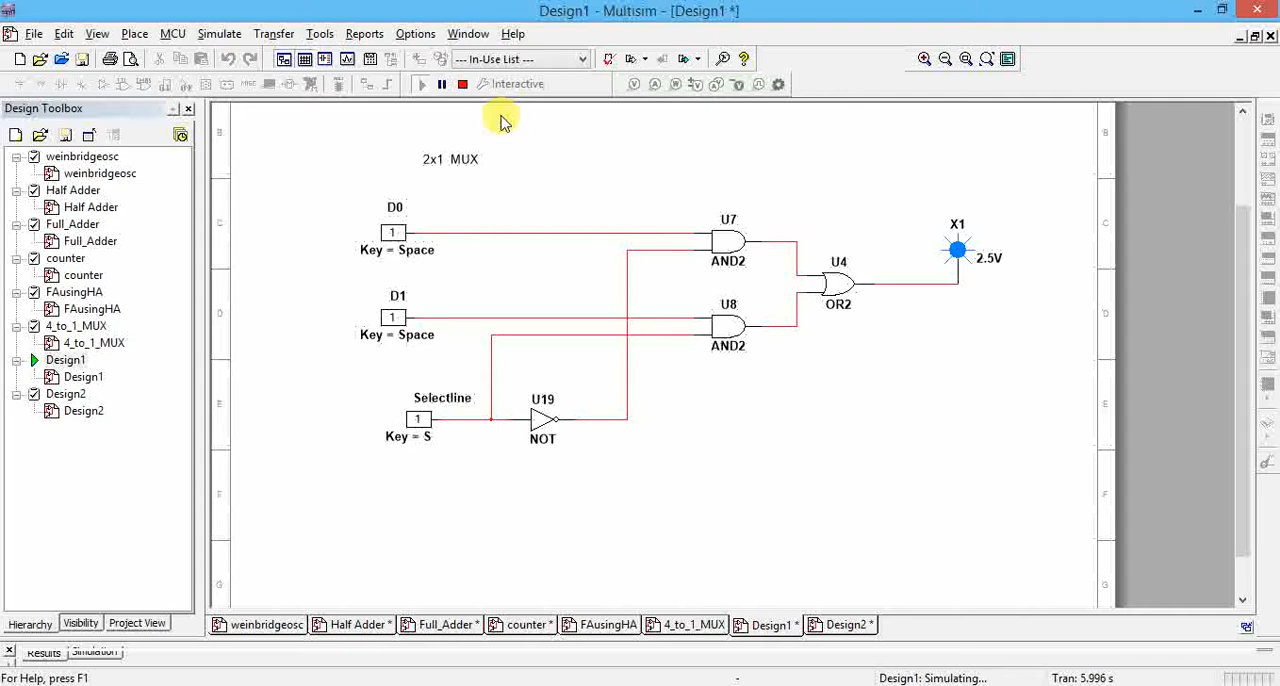 Design1 - Multisim - [Design1 *]
File Edit View Place MCU Simulate Transfer Tools Reports Options Window Help
--- In-Use List ---
Interactive
Design Toolbox
weinbridgeosc
weinbridgeosc
Half Adder
Half Adder
Full_Adder
Full_Adder
counter
counter
FAusingHA
FAusingHA
4_to_1_MUX
4_to_1_MUX
Design1
Design1
Design2
Design2
Hierarchy Visibility Project View
B
C
D
E
F
G
B
C
D
E
F
G
2x1 MUX
D0
1
Key = Space
D1
1
Key = Space
Selectline
1
Key = S
U19
NOT
U7
AND2
U8
AND2
U4
OR2
X1
2.5V
weinbridgeosc Half Adder * Full_Adder * counter * FAusingHA 4_to_1_MUX Design1 * Design2 *
Results Simulation
For Help, press F1
-
Design1: Simulating...
Tran: 5.996 s